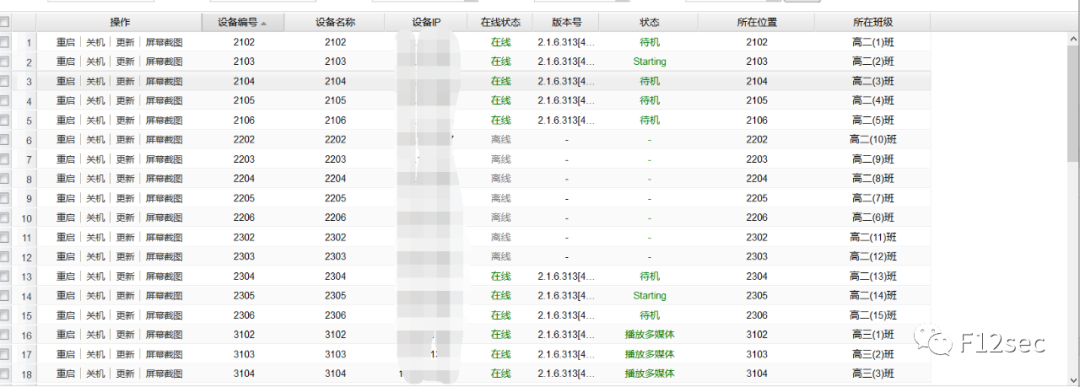 操作 设备编号 设备名称 设备IP 在线状态 版本号 状态 所在位置 所在班级
1 重启 关机 更新 屏幕截图 2102 2102 在线 2.1.6.313[4... 待机 2102 高二(1)班
2 重启 关机 更新 屏幕截图 2103 2103 在线 2.1.6.313[4... Starting 2103 高二(2)班
3 重启 关机 更新 屏幕截图 2104 2104 在线 2.1.6.313[4... 待机 2104 高二(3)班
4 重启 关机 更新 屏幕截图 2105 2105 在线 2.1.6.313[4... 待机 2105 高二(4)班
5 重启 关机 更新 屏幕截图 2106 2106 在线 2.1.6.313[4... 待机 2106 高二(5)班
6 重启 关机 更新 屏幕截图 2202 2202 离线 - - 2202 高二(10)班
7 重启 关机 更新 屏幕截图 2203 2203 离线 - - 2203 高二(9)班
8 重启 关机 更新 屏幕截图 2204 2204 离线 - - 2204 高二(8)班
9 重启 关机 更新 屏幕截图 2205 2205 离线 - - 2205 高二(7)班
10 重启 关机 更新 屏幕截图 2206 2206 离线 - - 2206 高二(6)班
11 重启 关机 更新 屏幕截图 2302 2302 离线 - - 2302 高二(11)班
12 重启 关机 更新 屏幕截图 2303 2303 离线 - - 2303 高二(12)班
13 重启 关机 更新 屏幕截图 2304 2304 在线 2.1.6.313[4... 待机 2304 高二(13)班
14 重启 关机 更新 屏幕截图 2305 2305 在线 2.1.6.313[4... Starting 2305 高二(14)班
15 重启 关机 更新 屏幕截图 2306 2306 在线 2.1.6.313[4... 待机 2306 高二(15)班
16 重启 关机 更新 屏幕截图 3102 3102 在线 2.1.6.313[4... 播放多媒体 3102 高三(1)班
17 重启 关机 更新 屏幕截图 3103 3103 在线 2.1.6.313[4... 播放多媒体 3103 高三(2)班
18 重启 关机 更新 屏幕截图 3104 3104 在线 2.1.6.313[4... 播放多媒体 3104 高三(3)班
F12sec